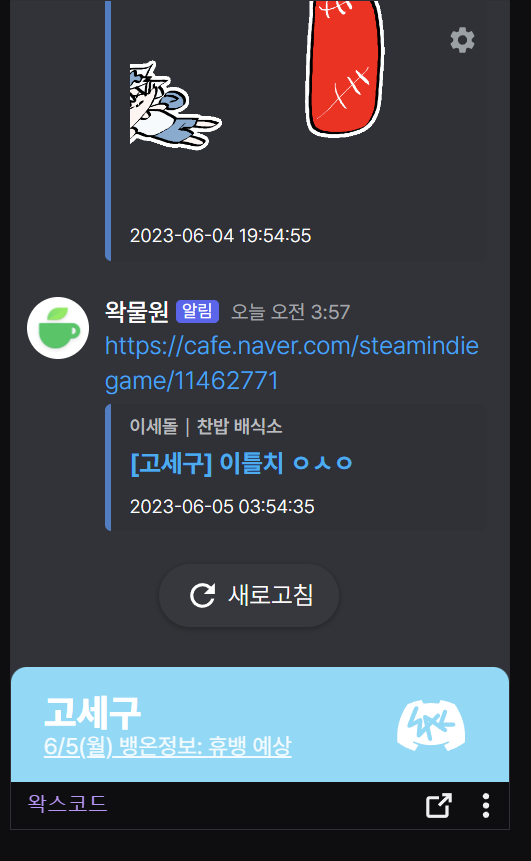 2023-06-04 19:54:55
왁물원 알림 오늘 오전 3:57
https://cafe.naver.com/steamindie
game/11462771
이세돌 | 찬밥 배식소
[고세구] 이틀치 ㅇㅅㅇ
2023-06-05 03:54:35
새로고침
고세구
6/5(월) 뱅온정보: 휴뱅 예상
왁스코드